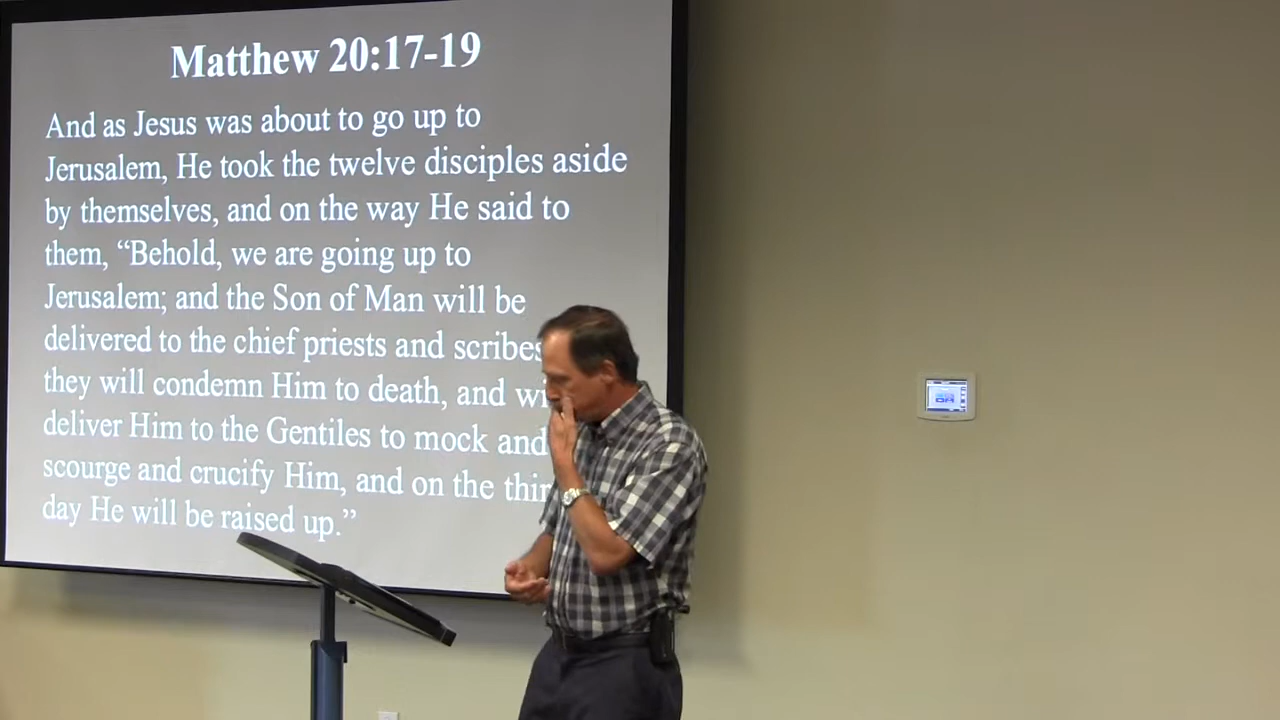 Matthew 20:17-19
And as Jesus was about to go up to
Jerusalem, He took the twelve disciples aside
by themselves, and on the way He said to
them, “Behold, we are going up to
Jerusalem; and the Son of Man will be
delivered to the chief priests and scribes
they will condemn Him to death, and
deliver Him to the Gentiles to mock and
scourge and crucify Him, and on the
day He will be raised up.”